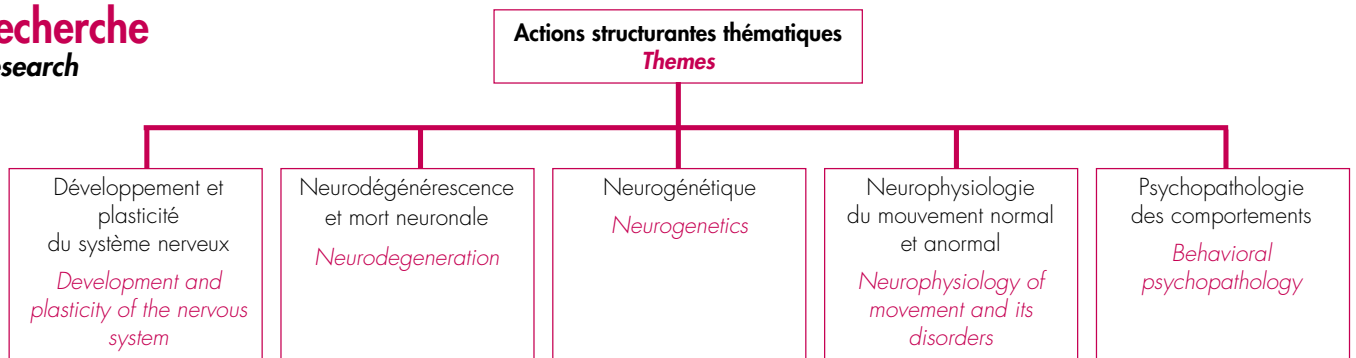 echerche
search
Actions structurantes thématiques
Themes
Développement et
plasticité
du système nerveux
Development and
plasticity of the nervous
system
Neurodégénérescence
et mort neuronale
Neurodegeneration
Neurogénétique
Neurogenetics
Neurophysiologie
du mouvement normal
et anormal
Neurophysiology of
movement and its
disorders
Psychopathologie
des comportements
Behavioral
psychopathology